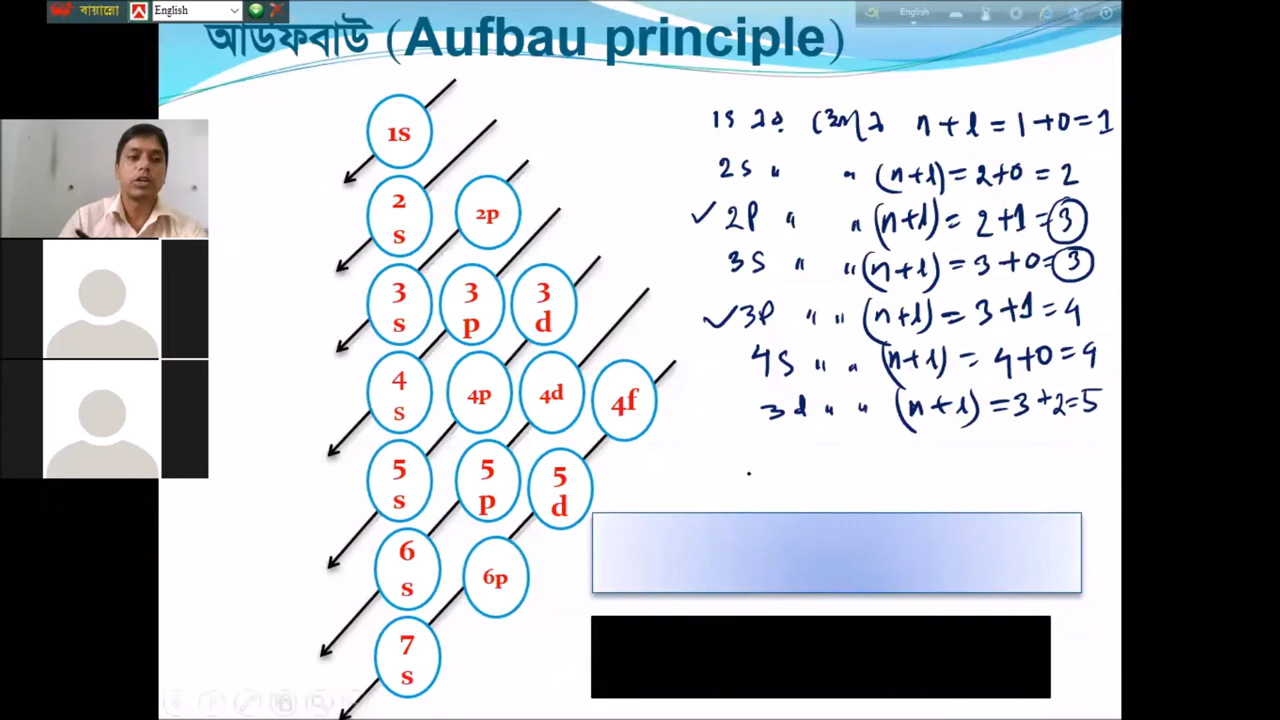 বায়ান্নো English
English
আউফবাউ (Aufbau principle)
1s
2 s 2p
3 s 3 p 3 d
4 s 4p 4d 4f
5 s 5 p 5 d
6 s 6p
7 s
1s n+l = 1+0=1
2s " " (n+l)= 2+0 = 2
✓ 2P " " (n+l)= 2+1=3
3s " " (n+l) = 3+0=3
✓3P " " (n+l)= 3+1=4
4s " " (n+l) = 4+0=4
3d " " (n+l) =3+2=5